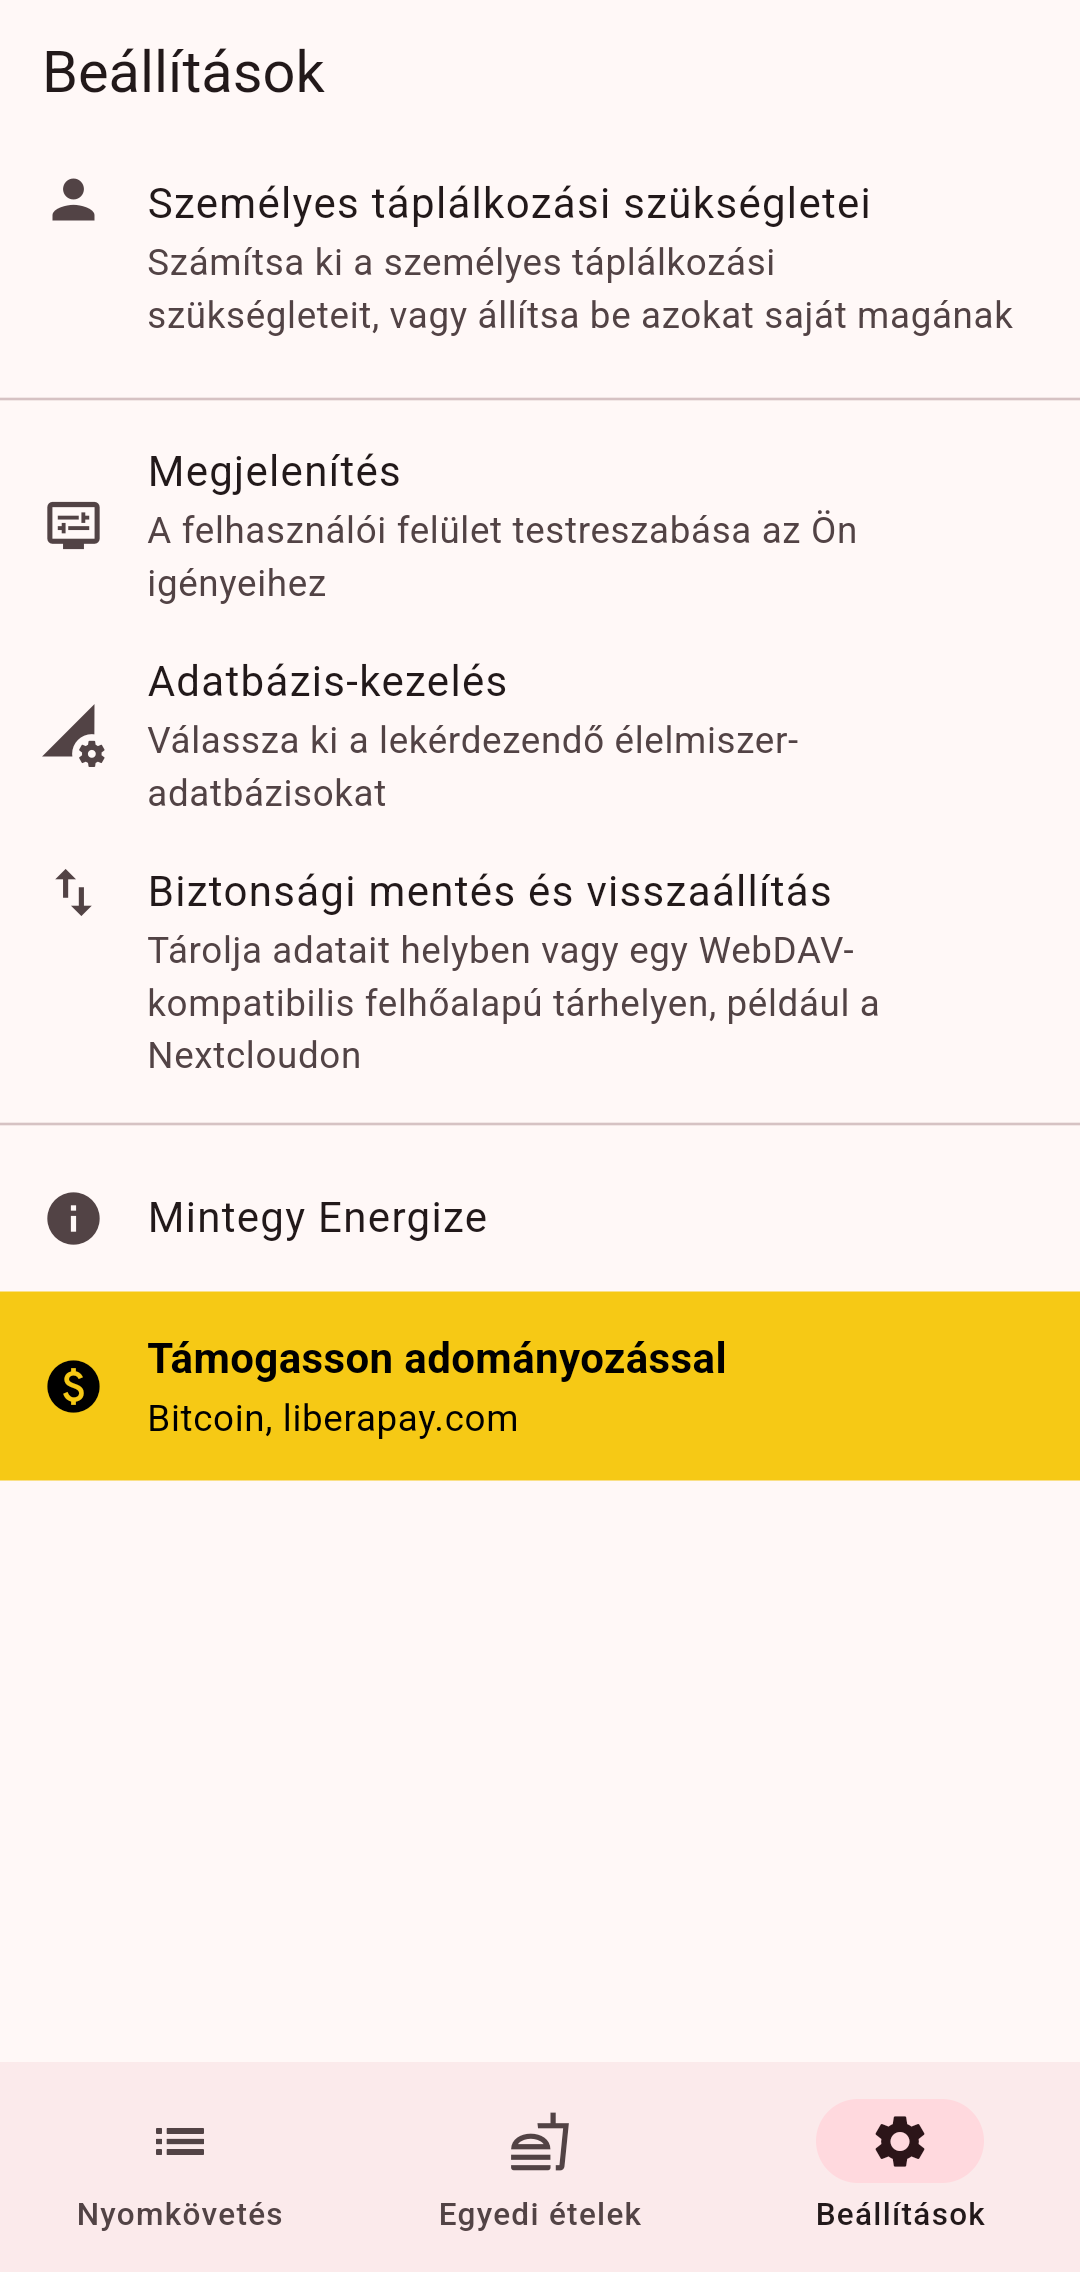 Beállítások
Személyes táplálkozási szükségletei
Számítsa ki a személyes táplálkozási
szükségleteit, vagy állítsa be azokat saját magának
Megjelenítés
A felhasználói felület testreszabása az Ön
igényeihez
Adatbázis-kezelés
Válassza ki a lekérdezendő élelmiszer-
adatbázisokat
Biztonsági mentés és visszaállítás
Tárolja adatait helyben vagy egy WebDAV-
kompatibilis felhőalapú tárhelyen, például a
Nextcloudon
Mintegy Energize
Támogasson adományozással
Bitcoin, liberapay.com
Nyomkövetés
Egyedi ételek
Beállítások